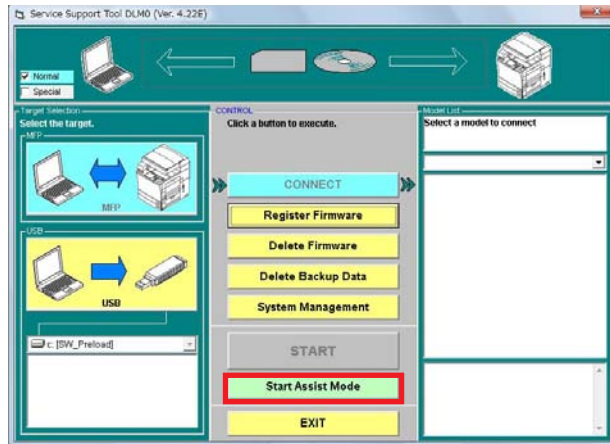 Service Support Tool DLM0 (Ver. 4.22E)
Normal
Special
Target Selection
Select the target.
MFP
MFP
USB
USB
c: [SW_Preload]
CONTROL
Click a button to execute.
CONNECT
Register Firmware
Delete Firmware
Delete Backup Data
System Management
START
Start Assist Mode
EXIT
Model List
Select a model to connect